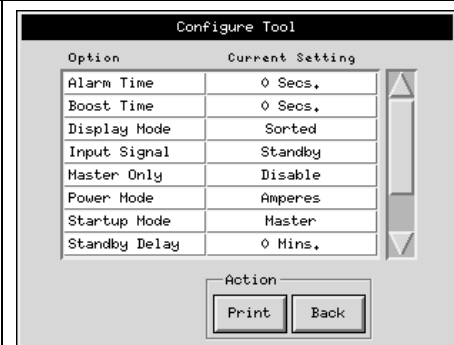 Configure Tool
Option Current Setting
Alarm Time 0 Secs.
Boost Time 0 Secs.
Display Mode Sorted
Input Signal Standby
Master Only Disable
Power Mode Amperes
Startup Mode Master
Standby Delay 0 Mins.
Action
Print Back